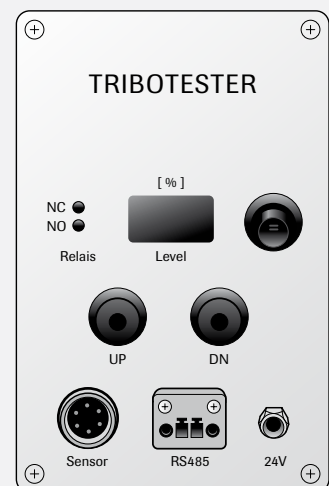 TRIBOTESTER
[ % ]
NC
NO
Relais
Level
UP
DN
Sensor
RS485
24V